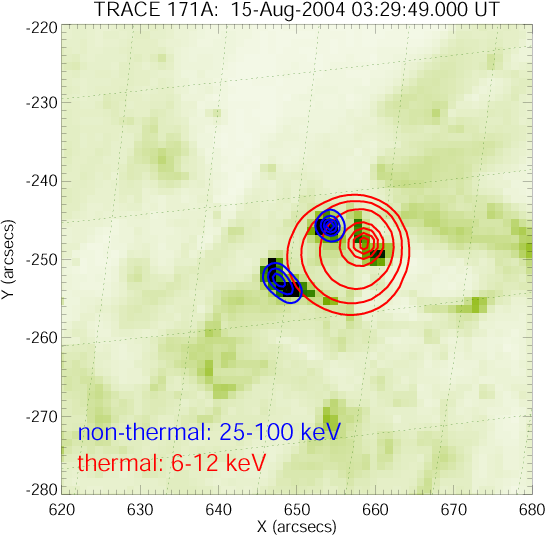 TRACE 171A: 15-Aug-2004 03:29:49.000 UT
-220
-230
-240
-250
-260
-270
-280
Y (arcsecs)
non-thermal: 25-100 keV
thermal: 6-12 keV
620 630 640 650 660 670 680
X (arcsecs)